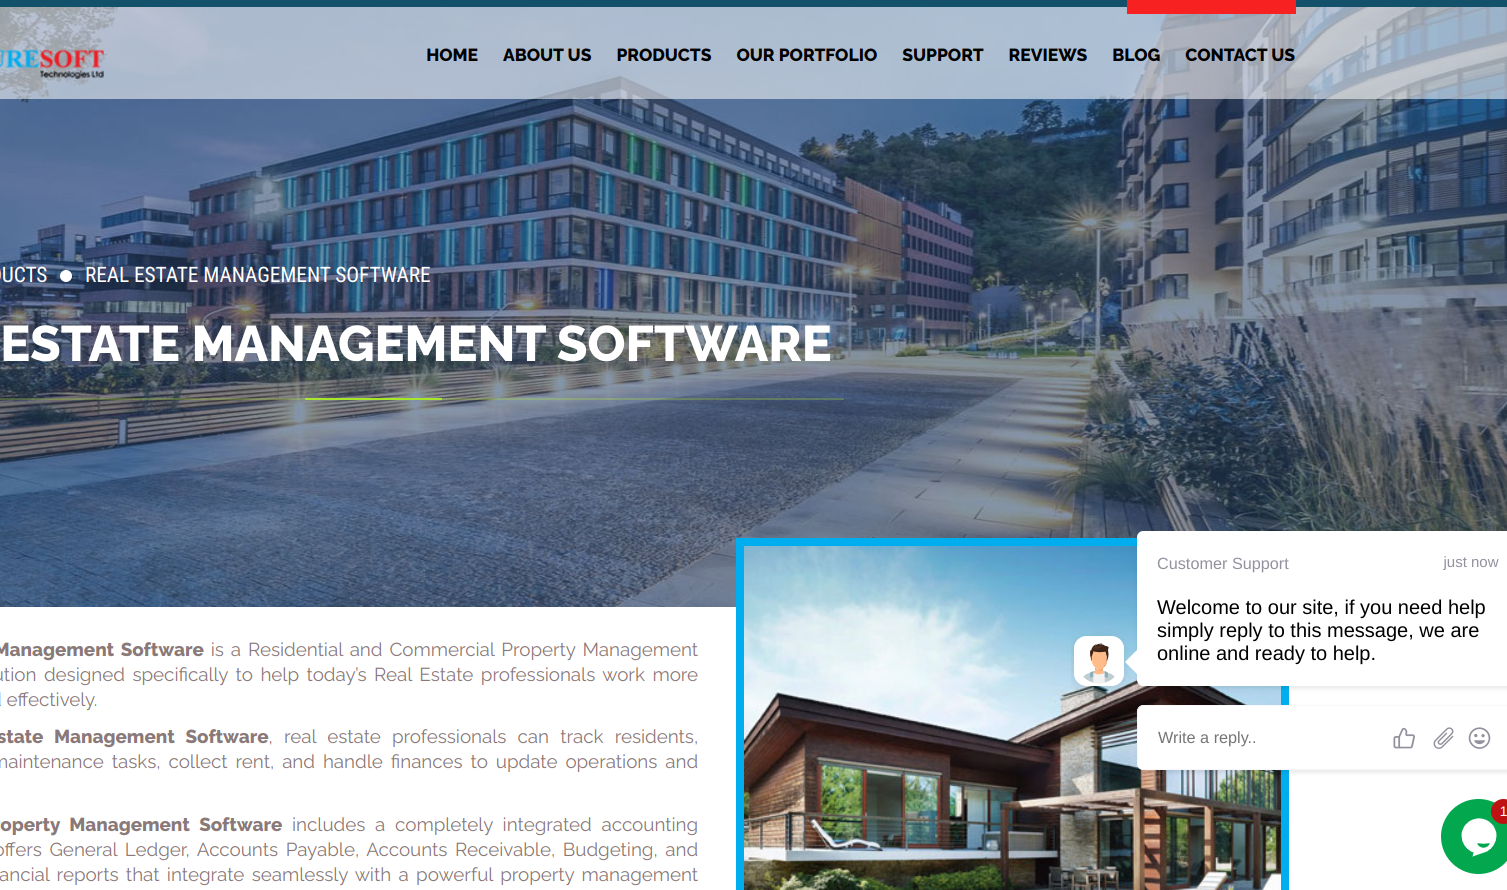 URESOFT
Technologies Ltd
HOME ABOUT US PRODUCTS OUR PORTFOLIO SUPPORT REVIEWS BLOG CONTACT US
UCTS REAL ESTATE MANAGEMENT SOFTWARE
ESTATE MANAGEMENT SOFTWARE
Management Software is a Residential and Commercial Property Management
ution designed specifically to help today's Real Estate professionals work more
effectively.
state Management Software, real estate professionals can track residents,
maintenance tasks, collect rent, and handle finances to update operations and
operty Management Software includes a completely integrated accounting
offers General Ledger, Accounts Payable, Accounts Receivable, Budgeting, and
ancial reports that integrate seamlessly with a powerful property management
Customer Support just now
Welcome to our site, if you need help
simply reply to this message, we are
online and ready to help.
Write a reply..
1